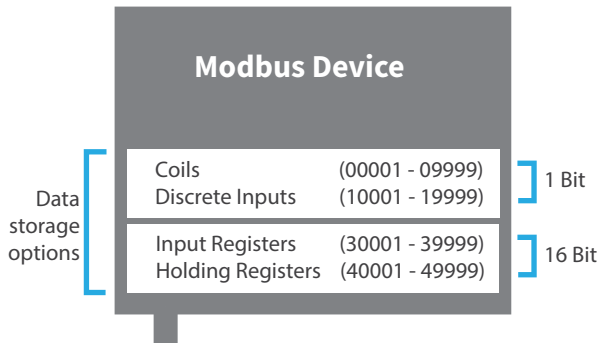 Modbus Device
Data
storage
options
Coils (00001 - 09999)
Discrete Inputs (10001 - 19999)
1 Bit
Input Registers (30001 - 39999)
Holding Registers (40001 - 49999)
16 Bit